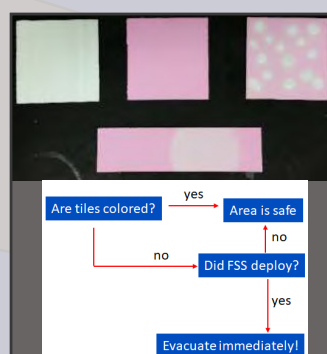 yes
Are tiles colored?
Area is safe
no
no
Did FSS deploy?
yes
Evacuate immediately!